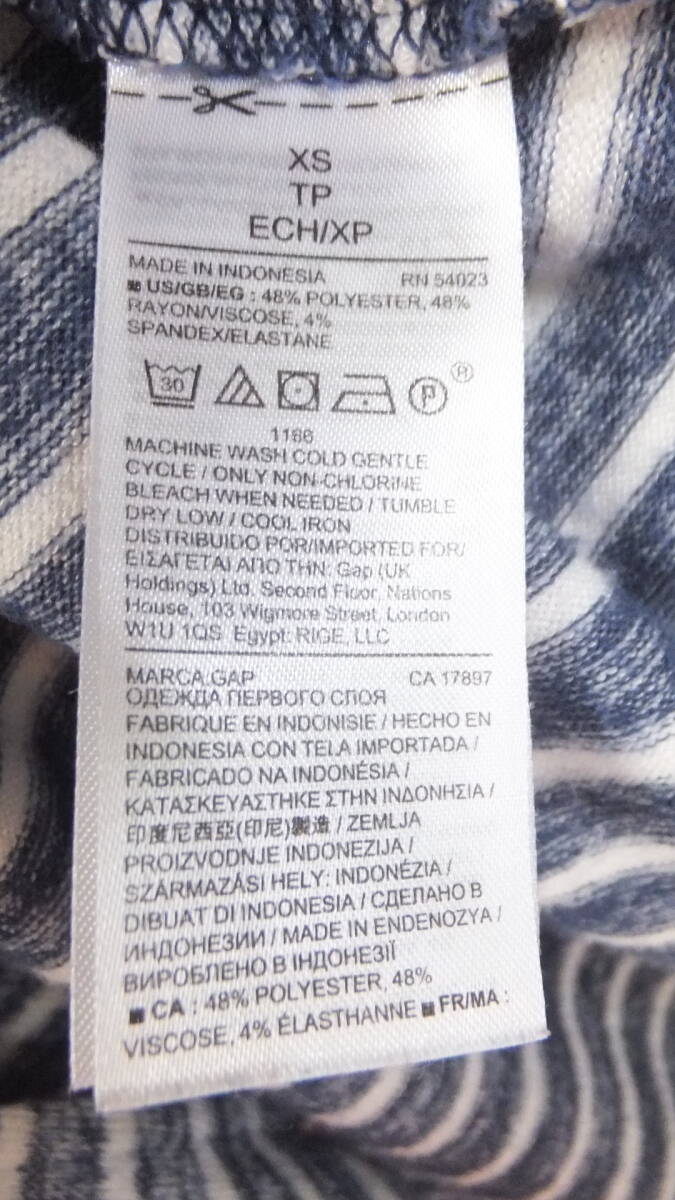 XS
TP
ECH/XP
MADE IN INDONESIA RN 54023
■ US/GB/EG : 48% POLYESTER, 48%
RAYON/VISCOSE, 4%
SPANDEX/ELASTANE
30 P ®
1166
MACHINE WASH COLD GENTLE
CYCLE / ONLY NON-CHLORINE
BLEACH WHEN NEEDED / TUMBLE
DRY LOW / COOL IRON
DISTRIBUIDO POR/IMPORTED FOR/
ΕΙΣΑΓΕΤΑΙ ΑΠΟ ΤΗΝ: Gap (UK
Holdings) Ltd, Second Floor, Nations
House, 103 Wigmore Street, London
W1U 1QS Egypt: RIGE, LLC
MARCA:GAP CA 17897
ОДЕЖДА ПЕРВОГО СЛОЯ
FABRIQUE EN INDONISIE / HECHO EN
INDONESIA CON TELA IMPORTADA /
FABRICADO NA INDONÉSIA /
ΚΑΤΑΣΚΕΥΑΣΤΗΚΕ ΣΤΗΝ ΙΝΔΟΝΗΣΙΑ /
印度尼西亞(印尼)製造 / ZEMLJA
PROIZVODNJE INDONEZIJA /
SZÁRMAZÁSI HELY: INDONÉZIA /
DIBUAT DI INDONESIA / СДЕЛАНО В
ИНДОНЕЗИИ / MADE IN ENDENOZYA /
ВИРОБЛЕНО В ІНДОНЕЗІЇ
■ CA : 48% POLYESTER, 48%
VISCOSE, 4% ÉLASTHANNE ■ FR/MA :